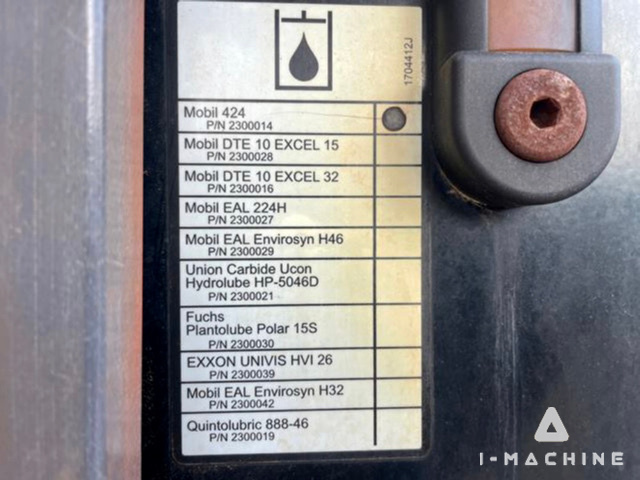 1704412J
Mobil 424
P/N 2300014
Mobil DTE 10 EXCEL 15
P/N 2300028
Mobil DTE 10 EXCEL 32
P/N 2300016
Mobil EAL 224H
P/N 2300027
Mobil EAL Envirosyn H46
P/N 2300029
Union Carbide Ucon
Hydrolube HP-5046D
P/N 2300021
Fuchs
Plantolube Polar 15S
P/N 2300030
EXXON UNIVIS HVI 26
P/N 2300039
Mobil EAL Envirosyn H32
P/N 2300042
Quintolubric 888-46
P/N 2300019
I-MACHINE